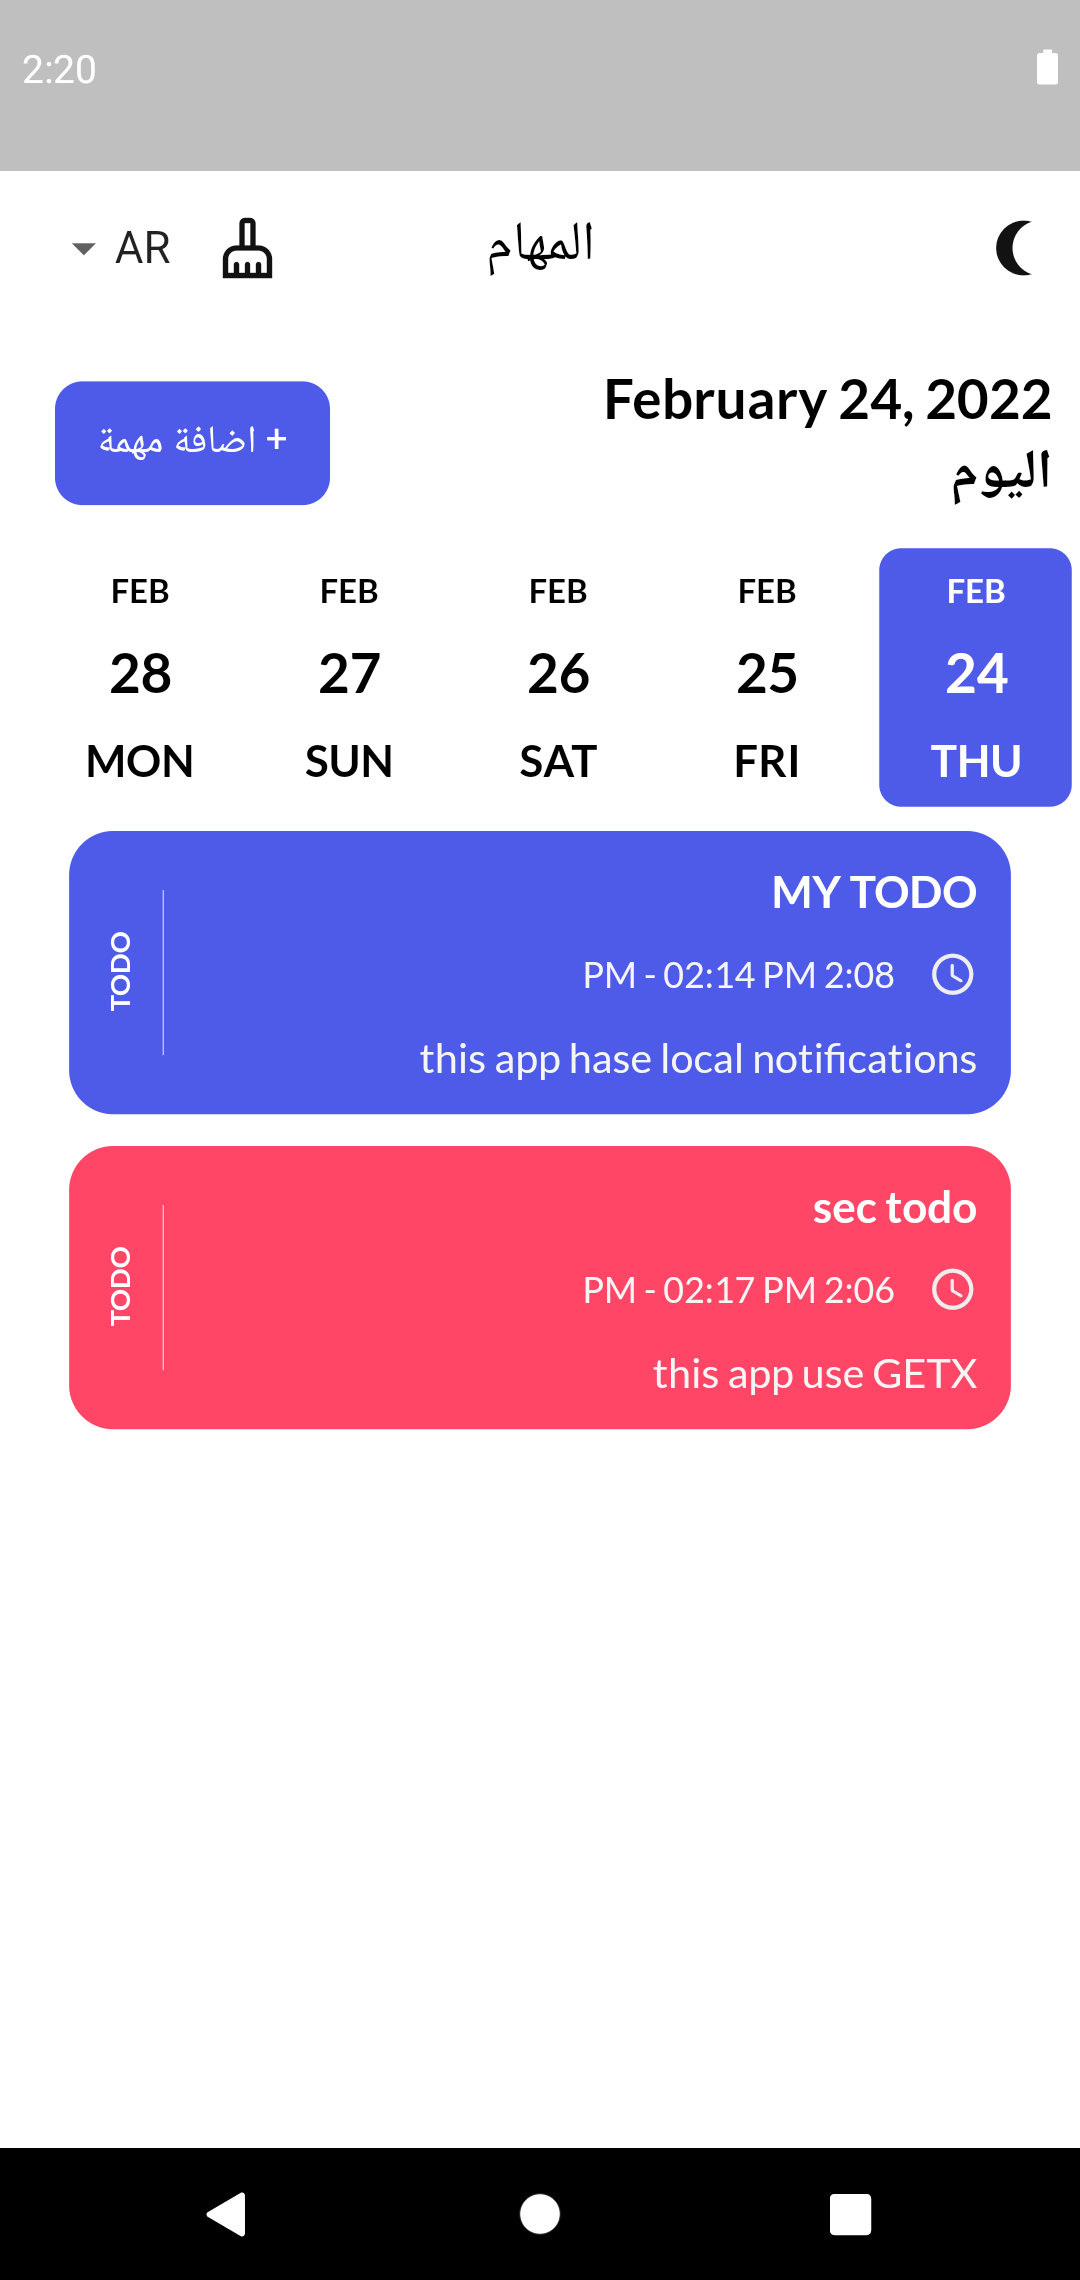 2:20
AR
المهام
February 24, 2022
اليوم
+ اضافة مهمة
FEB FEB FEB FEB FEB
28 27 26 25 24
MON SUN SAT FRI THU
MY TODO
PM - 02:14 PM 2:08
this app hase local notifications
TODO
sec todo
PM - 02:17 PM 2:06
this app use GETX
TODO